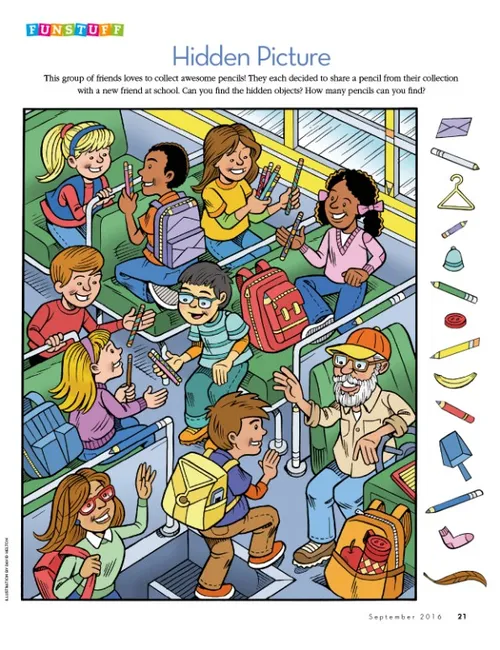 FUNSTUFF
Hidden Picture
This group of friends loves to collect awesome pencils! They each decided to share a pencil from their collection
with a new friend at school. Can you find the hidden objects? How many pencils can you find?
ILLUSTRATION BY DAVID HELTON
September 2016 21